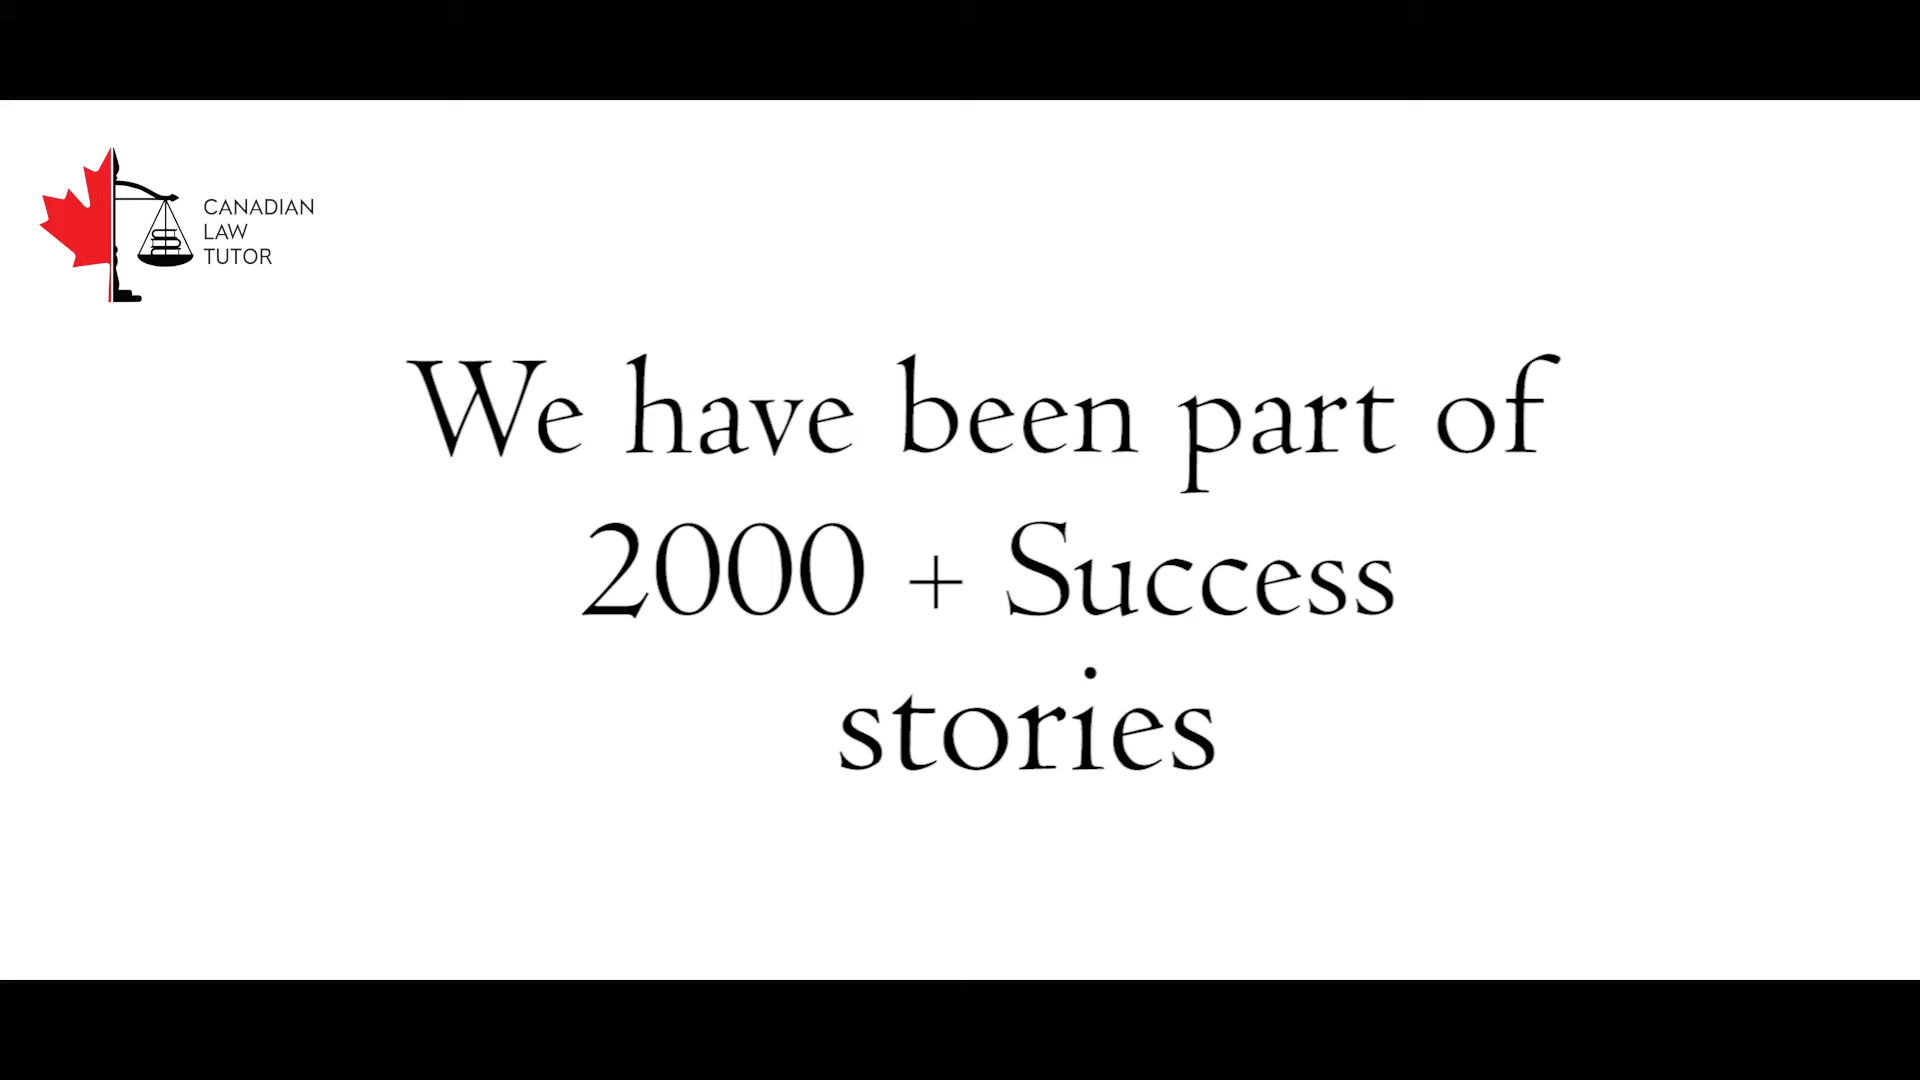 CANADIAN
LAW
TUTOR
We have been part of
2000 + Success
stories